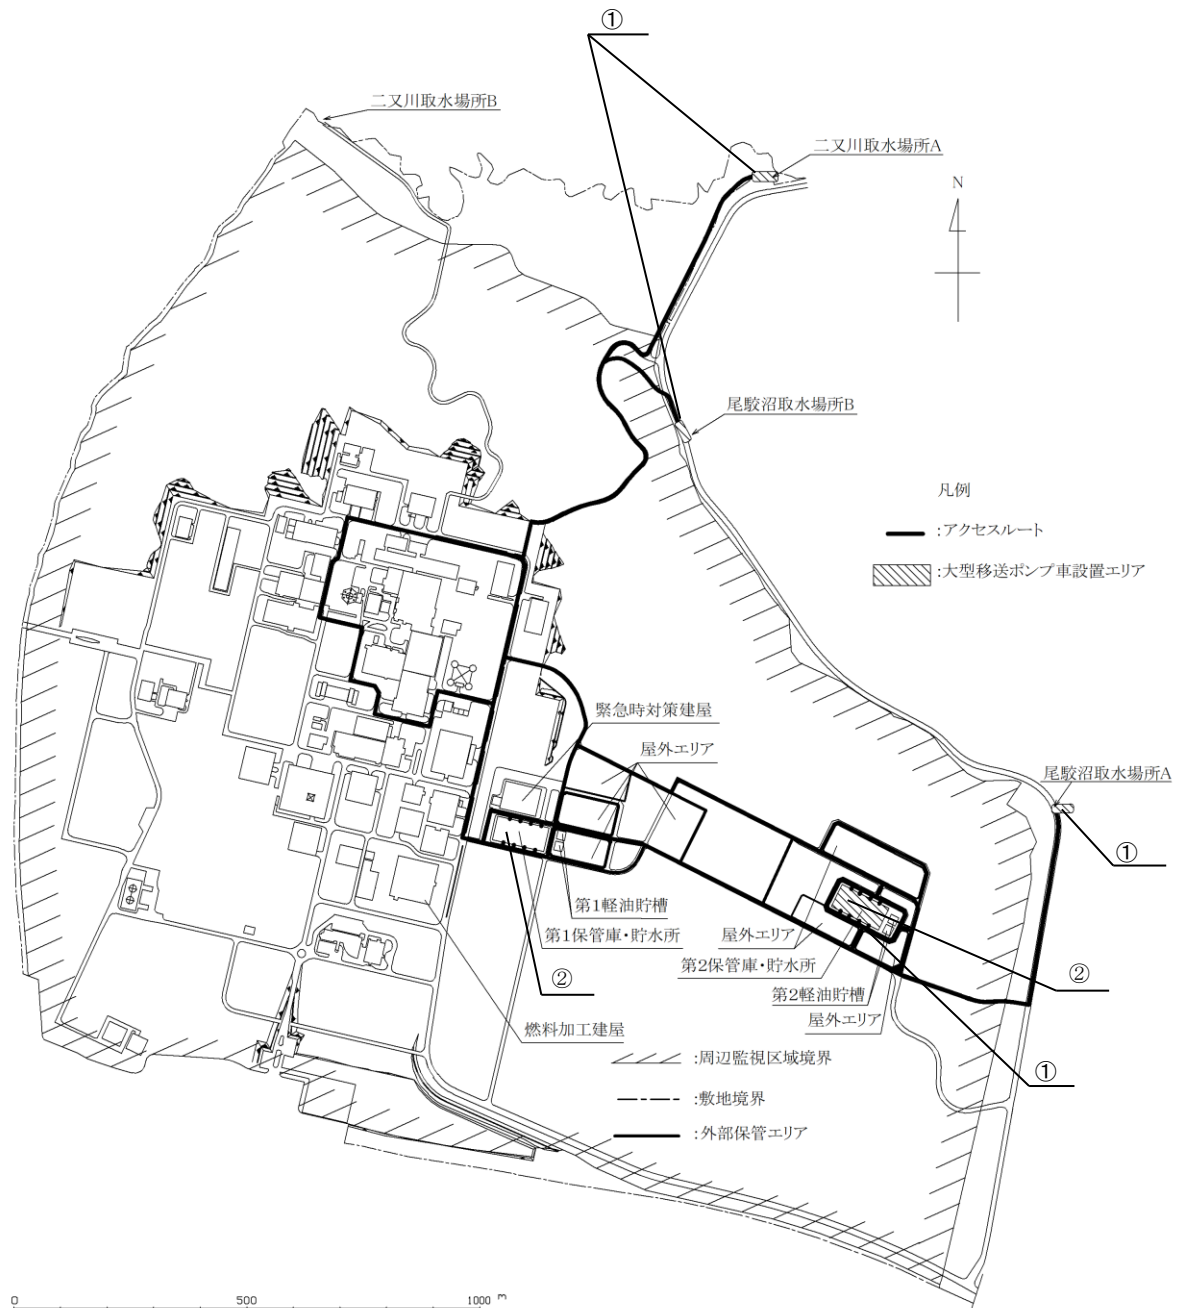 ①
二又川取水場所B
二又川取水場所A
N
尾駮沼取水場所B
凡例
:アクセスルート
:大型移送ポンプ車設置エリア
緊急時対策建屋
屋外エリア
尾駮沼取水場所A
①
第1軽油貯槽
第1保管庫・貯水所
屋外エリア
第2保管庫・貯水所
②
②
第2軽油貯槽
屋外エリア
燃料加工建屋
:周辺監視区域境界
①
:敷地境界
:外部保管エリア
0
500
1000 m